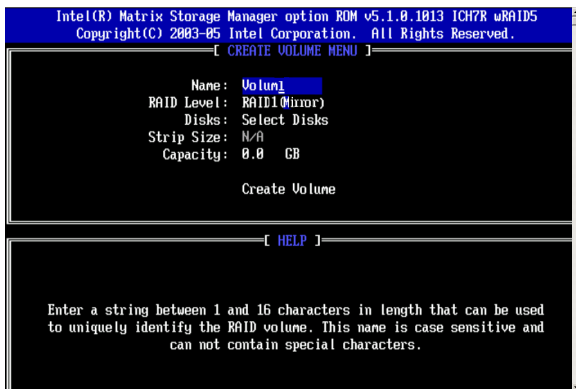 Intel(R) Matrix Storage Manager option ROM v5.1.0.1013 ICH7R wRAID5
Copyright(C) 2003-05 Intel Corporation. All Rights Reserved.
[ CREATE VOLUME MENU ]
Name: Volum1
RAID Level: RAID1(Mirror)
Disks: Select Disks
Strip Size: N/A
Capacity: 0.0 GB
Create Volume
[ HELP ]
Enter a string between 1 and 16 characters in length that can be used
to uniquely identify the RAID volume. This name is case sensitive and
can not contain special characters.